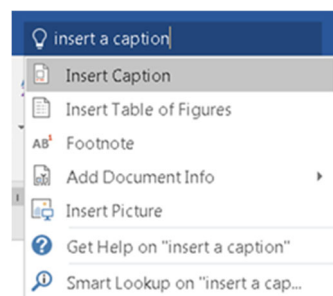 insert a caption
Insert Caption
Insert Table of Figures
AB¹ Footnote
Add Document Info
Insert Picture
Get Help on "insert a caption"
Smart Lookup on "insert a cap...